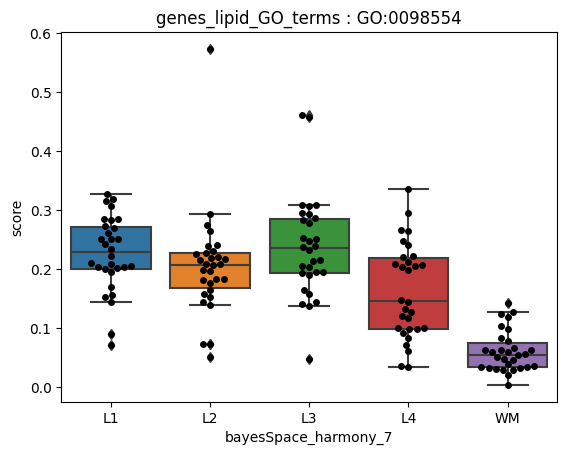 genes_lipid_GO_terms : GO:0098554
0.6
0.5
0.4
0.3
0.2
0.1
0.0
score
L1 L2 L3 L4 WM
bayesSpace_harmony_7